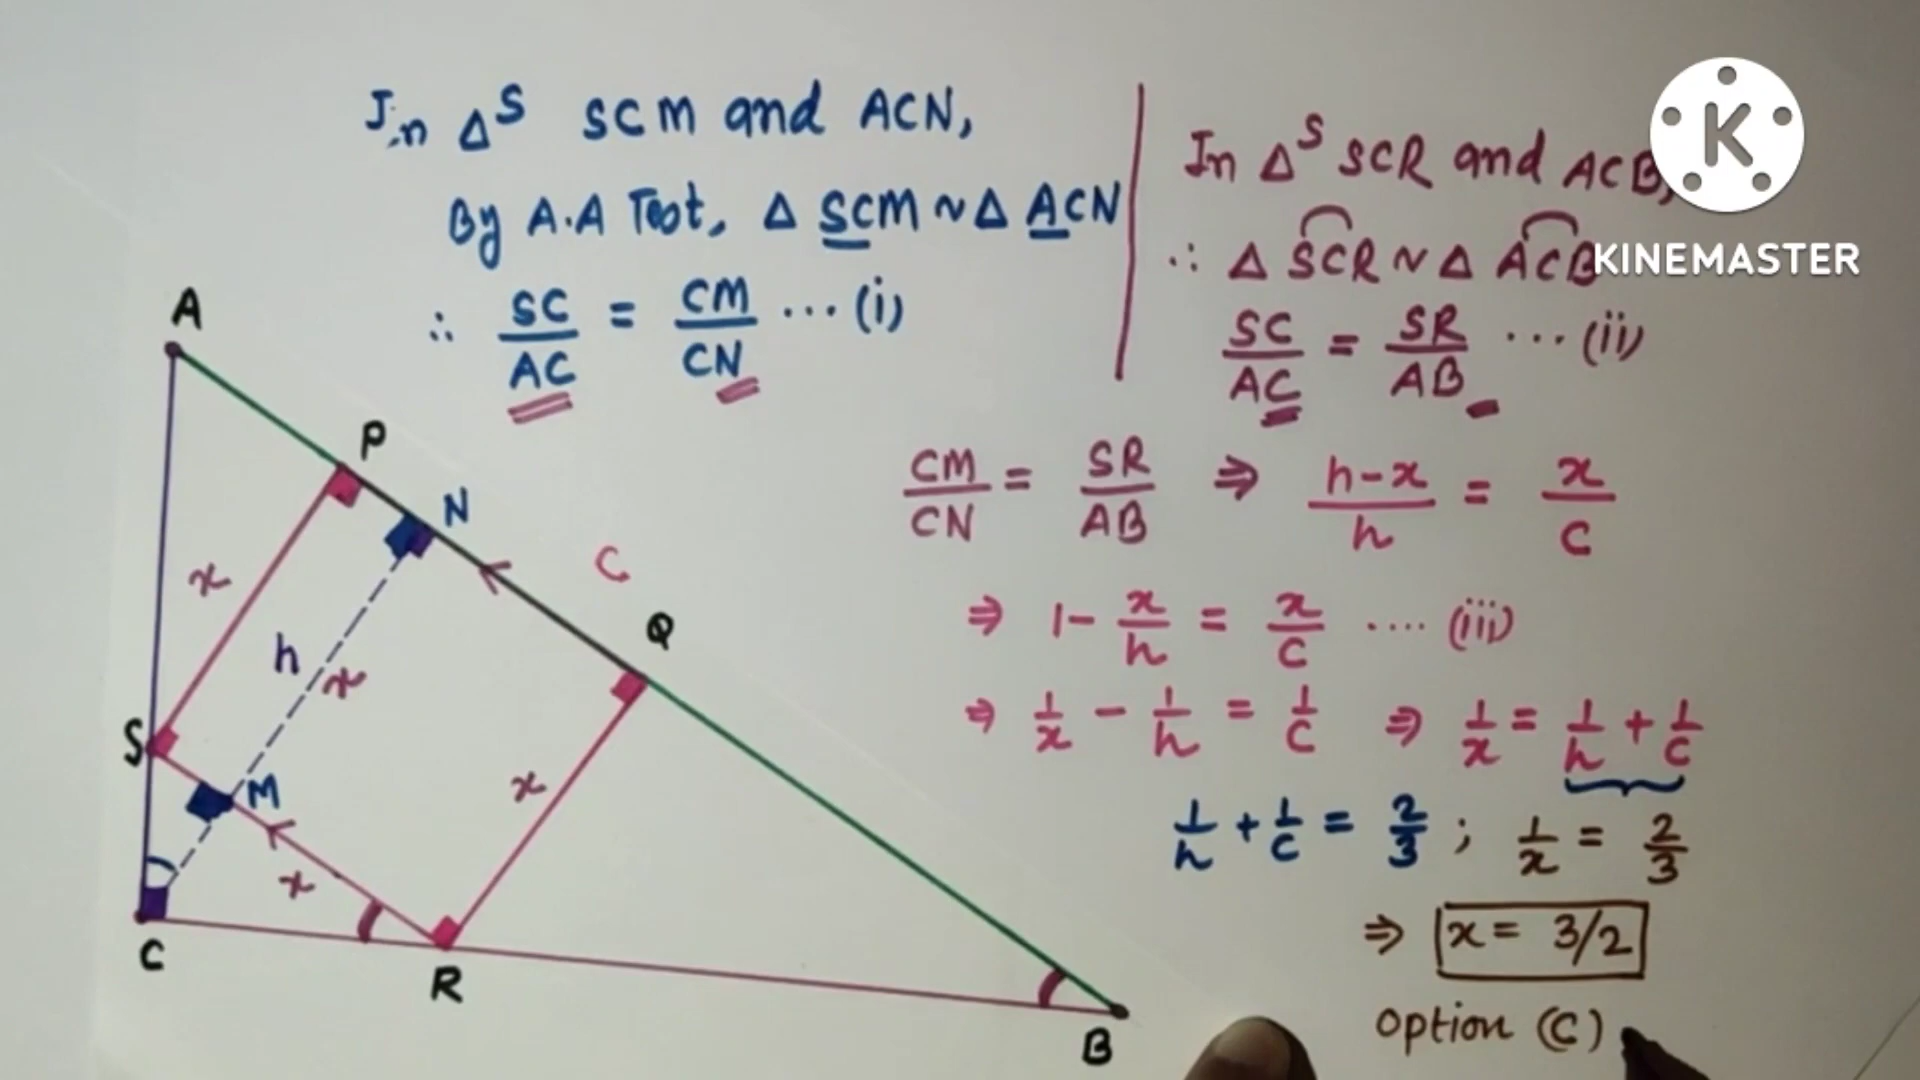 In Δˢ SCM and ACN,
By A.A Test, Δ SCM ~ Δ ACN
∴ SC/AC = CM/CN ... (i)
In Δˢ SCR and ACB,
∴ Δ SCR ~ Δ ACB
SC/AC = SR/AB ... (ii)
K
KINEMASTER
CM/CN = SR/AB ⇒ h-x/h = x/c
⇒ 1 - x/h = x/c .... (iii)
⇒ 1/x - 1/h = 1/c ⇒ 1/x = 1/h + 1/c
1/h + 1/c = 2/3 ; 1/x = 2/3
⇒ x = 3/2
option (C)
A
P
N
C
Q
x
h
x
S
M
x
x
C
R
B